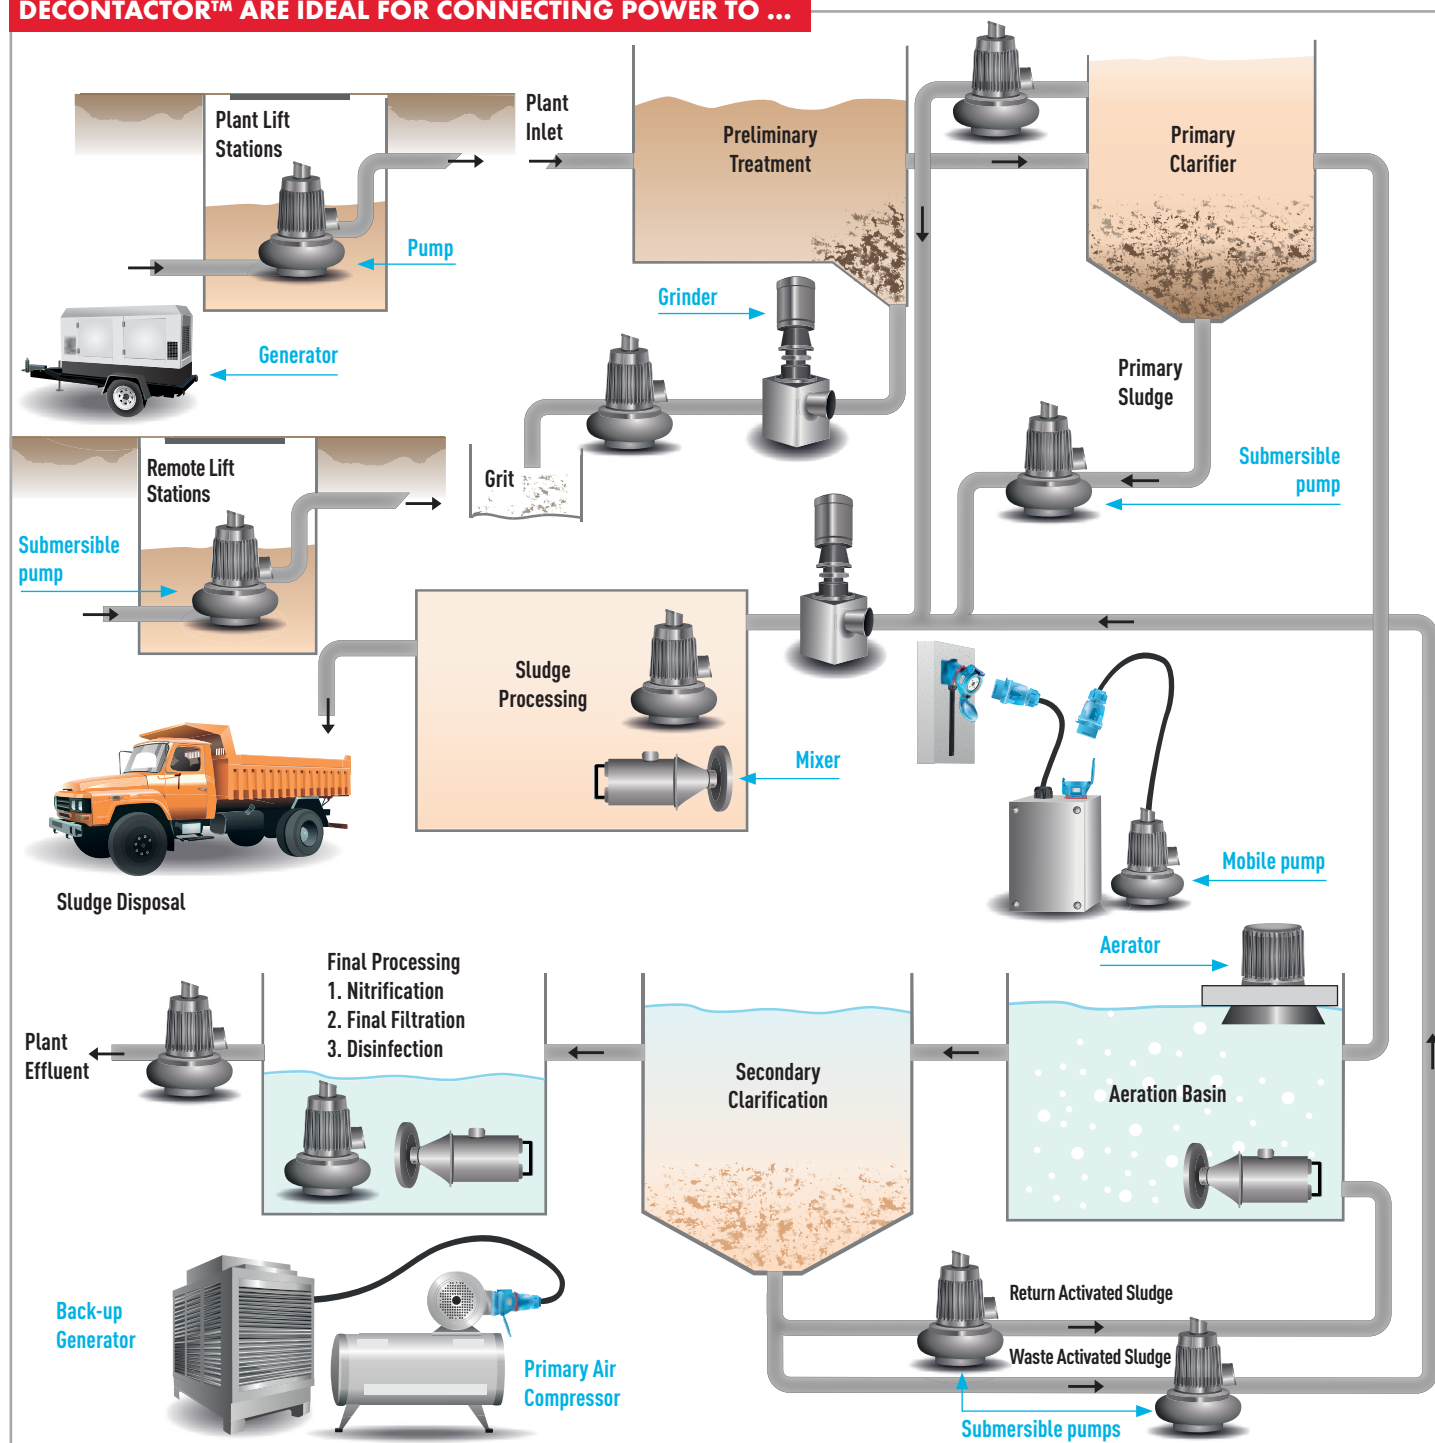 DECONTACTOR™ ARE IDEAL FOR CONNECTING POWER TO ...
Plant Lift
Stations
Plant
Inlet
Preliminary
Treatment
Primary
Clarifier
Pump
Grinder
Generator
Primary
Sludge
Remote Lift
Stations
Grit
Submersible
pump
Submersible
pump
Sludge
Processing
Mixer
Sludge Disposal
Mobile pump
Aerator
Final Processing
1. Nitrification
2. Final Filtration
3. Disinfection
Plant
Effluent
Secondary
Clarification
Aeration Basin
Return Activated Sludge
Waste Activated Sludge
Back-up
Generator
Primary Air
Compressor
Submersible pumps